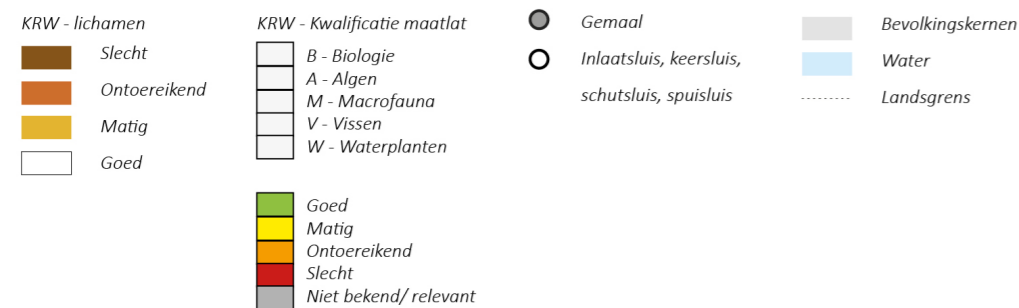 KRW - lichamen
Slecht
Ontoereikend
Matig
Goed
KRW - Kwalificatie maatlat
B - Biologie
A - Algen
M - Macrofauna
V - Vissen
W - Waterplanten
Goed
Matig
Ontoereikend
Slecht
Niet bekend/ relevant
Gemaal
Inlaatsluis, keersluis,
schutsluis, spuisluis
Bevolkingskernen
Water
Landsgrens